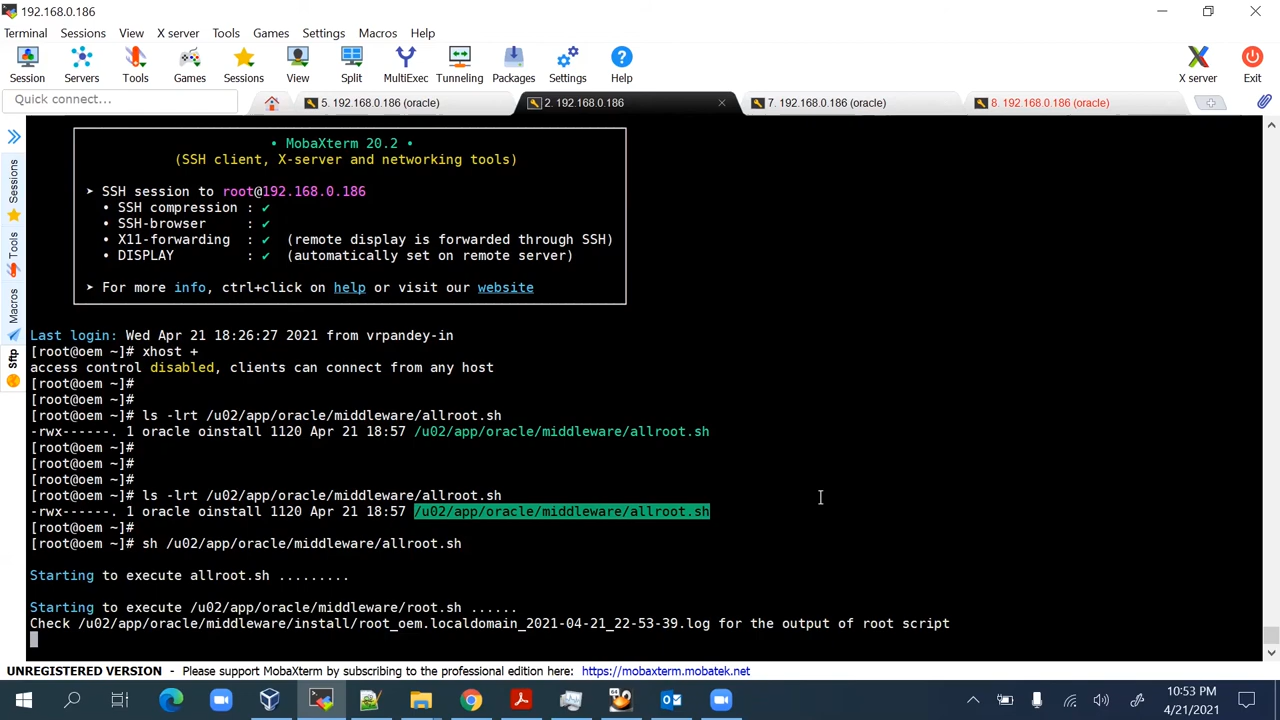 192.168.0.186
Terminal Sessions View X server Tools Games Settings Macros Help
Session Servers Tools Games Sessions View Split MultiExec Tunneling Packages Settings Help X server Exit
Quick connect...
5. 192.168.0.186 (oracle)
2. 192.168.0.186
7. 192.168.0.186 (oracle)
8. 192.168.0.186 (oracle)
Sessions
Tools
Macros
Sftp
• MobaXterm 20.2 •
(SSH client, X-server and networking tools)
➤ SSH session to root@192.168.0.186
• SSH compression : ✔
• SSH-browser : ✔
• X11-forwarding : ✔ (remote display is forwarded through SSH)
• DISPLAY : ✔ (automatically set on remote server)
➤ For more info, ctrl+click on help or visit our website
Last login: Wed Apr 21 18:26:27 2021 from vrpandey-in
[root@oem ~]# xhost +
access control disabled, clients can connect from any host
[root@oem ~]#
[root@oem ~]#
[root@oem ~]# ls -lrt /u02/app/oracle/middleware/allroot.sh
-rwx------. 1 oracle oinstall 1120 Apr 21 18:57 /u02/app/oracle/middleware/allroot.sh
[root@oem ~]#
[root@oem ~]#
[root@oem ~]#
[root@oem ~]# ls -lrt /u02/app/oracle/middleware/allroot.sh
-rwx------. 1 oracle oinstall 1120 Apr 21 18:57 /u02/app/oracle/middleware/allroot.sh
[root@oem ~]#
[root@oem ~]# sh /u02/app/oracle/middleware/allroot.sh
Starting to execute allroot.sh .........
Starting to execute /u02/app/oracle/middleware/root.sh ......
Check /u02/app/oracle/middleware/install/root_oem.localdomain_2021-04-21_22-53-39.log for the output of root script
UNREGISTERED VERSION - Please support MobaXterm by subscribing to the professional edition here: https://mobaxterm.mobatek.net
10:53 PM
4/21/2021